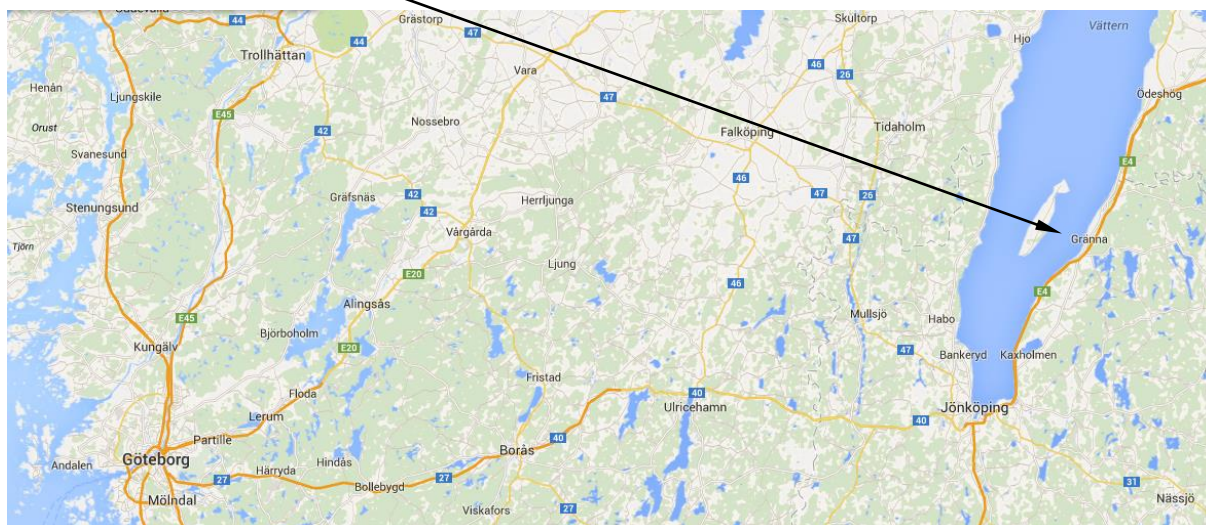 44
Grästorp
Skultorp
Vättern
47
Hjo
Trollhättan
44
Vara
46
26
Henån
Ljungskile
47
Ödeshög
E45
Nossebro
Orust
42
Falköping
Tidaholm
Svanesund
E4
46
Gräfsnäs
42
47
26
Stenungsund
42
Herrljunga
Tjörn
Vårgårda
47
Gränna
Ljung
E20
46
E4
Alingsås
E45
Mullsjö
Habo
Björboholm
Kungälv
E20
47
Bankeryd
Kaxholmen
Fristad
Floda
40
Ulricehamn
Jönköping
Lerum
40
Partille
40
Borås
Göteborg
Andalen
Härryda
Hindås
27
Bollebygd
27
31
Mölndal
Nässjö
Viskafors
27